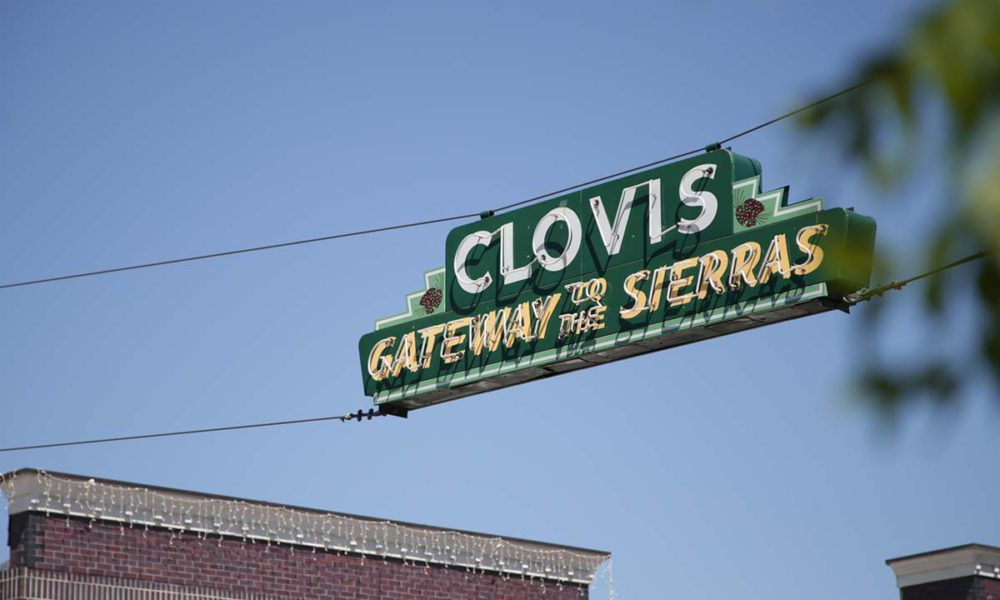 CLOVIS
GATEWAY TO THE SIERRAS